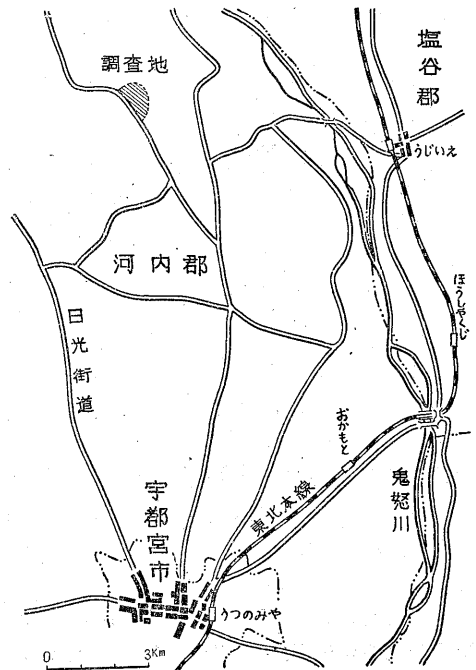 調査地
塩谷郡
うじいえ
河内郡
ほうしゃくじ
日光街道
おかもと
東北本線
鬼怒川
宇都宮市
うつのみや
0 3Km